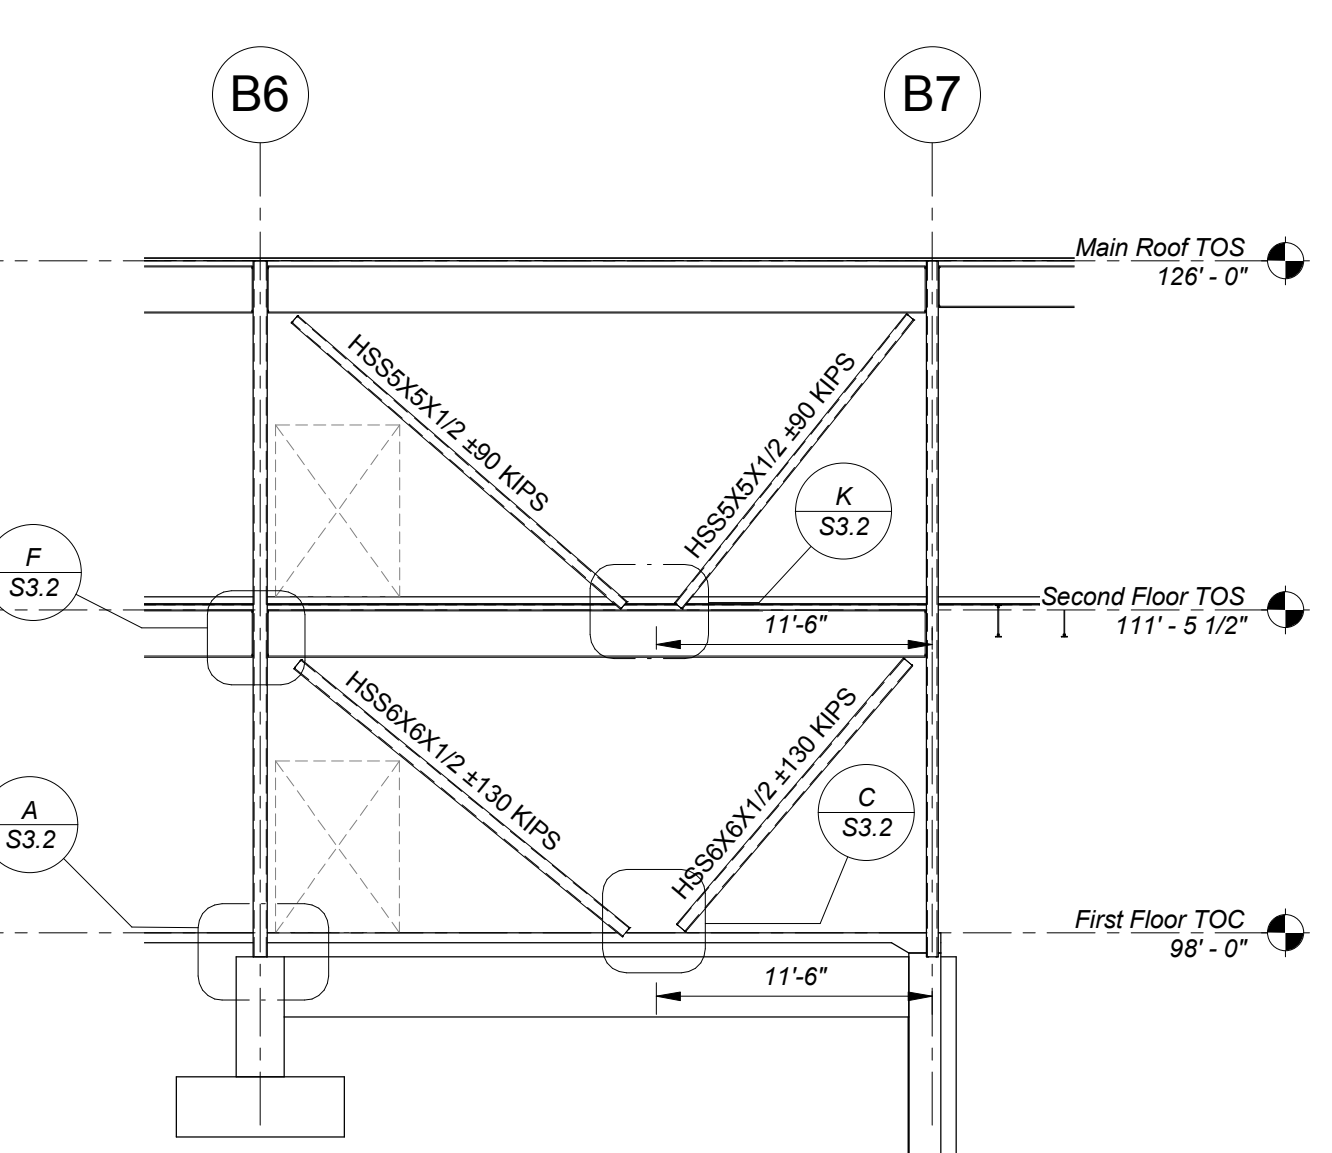 B6
B7
Main Roof TOS
126' - 0"
HSS5X5X1/2 ±90 KIPS
HSS5X5X1/2 ±90 KIPS
K
S3.2
F
S3.2
Second Floor TOS
111' - 5 1/2"
11'-6"
HSS6X6X1/2 ±130 KIPS
HSS6X6X1/2 ±130 KIPS
A
S3.2
C
S3.2
First Floor TOC
98' - 0"
11'-6"